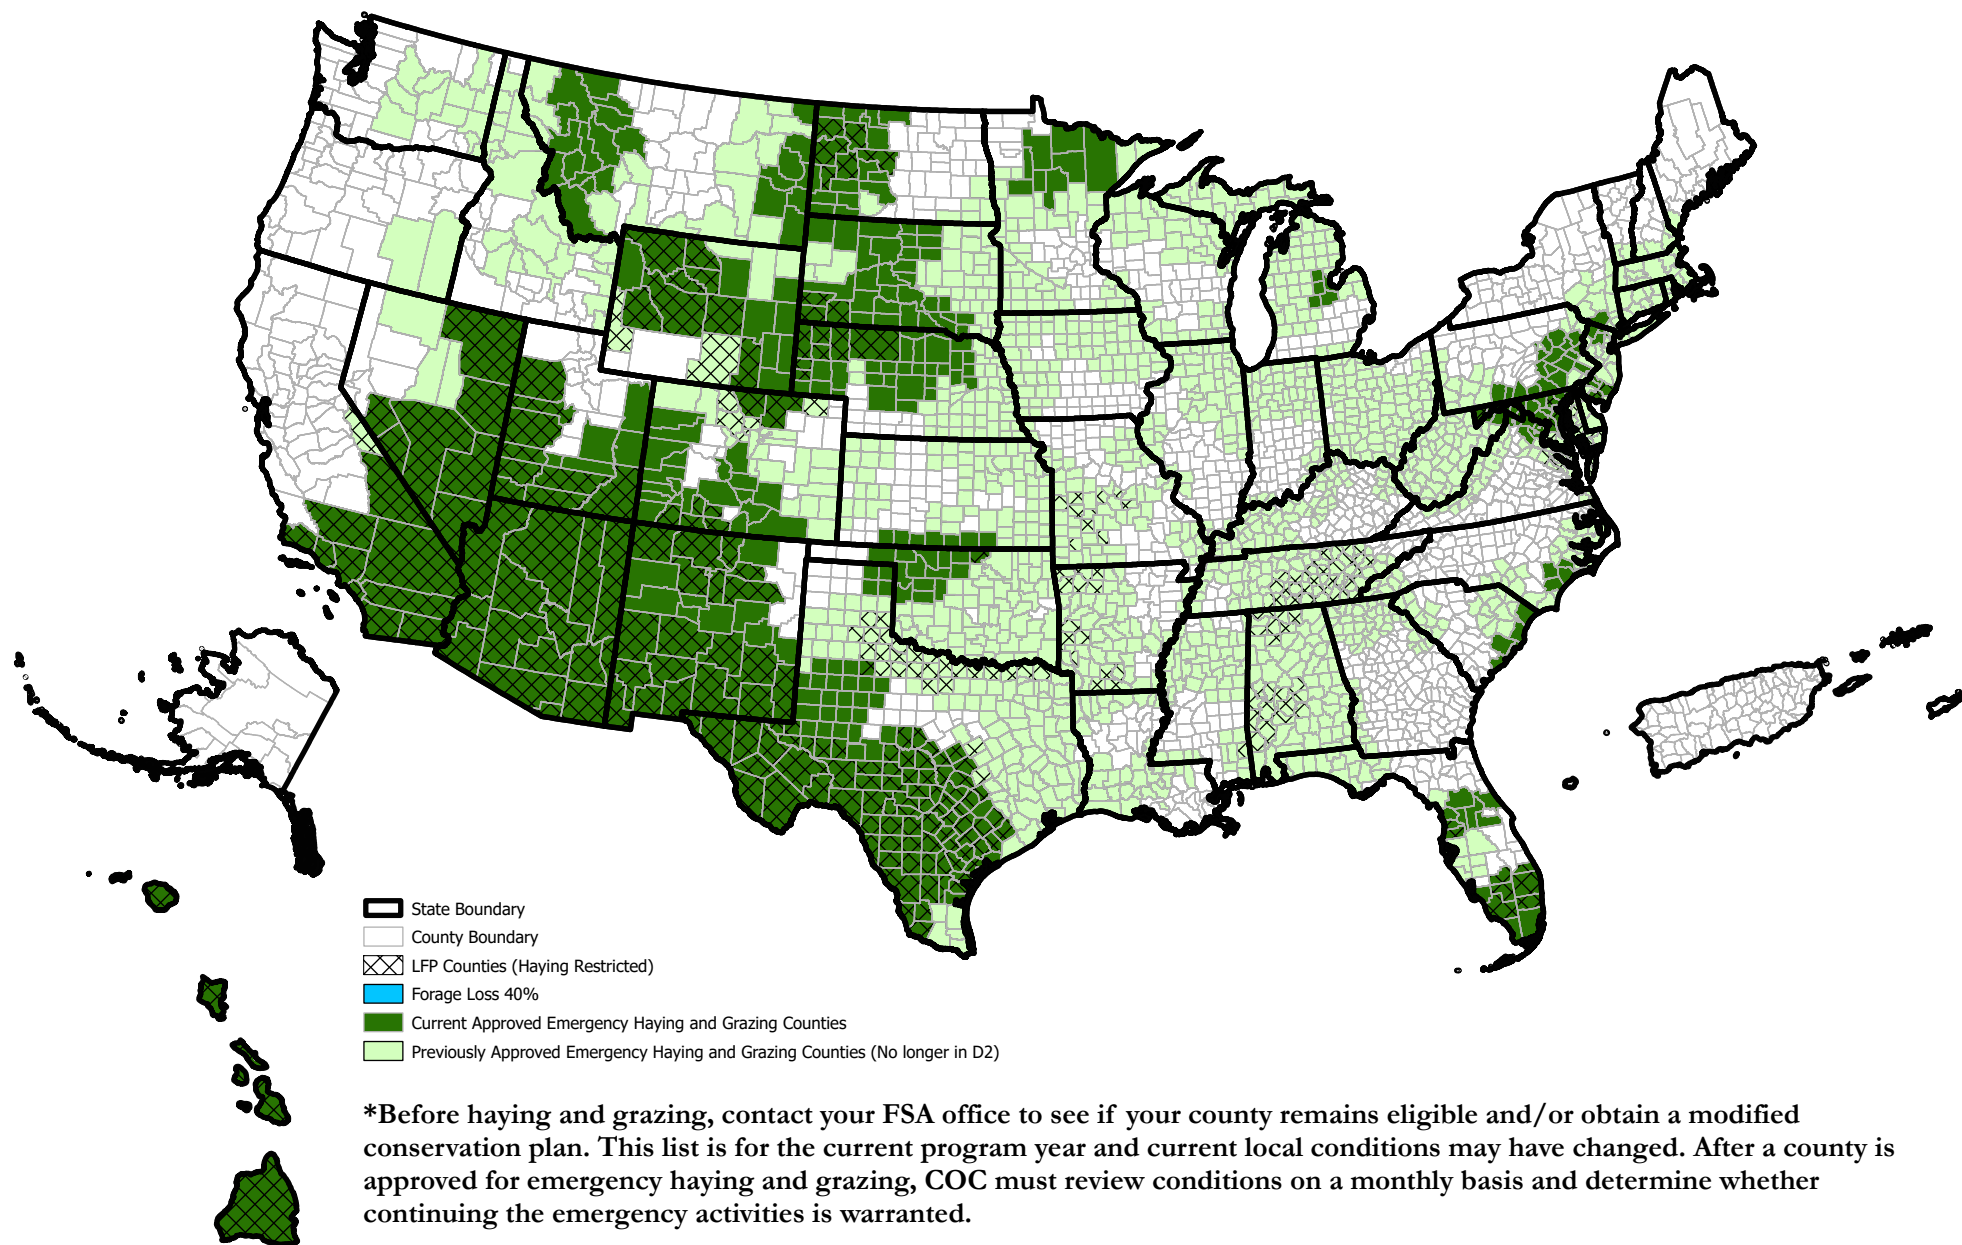 State Boundary
County Boundary
LFP Counties (Haying Restricted)
Forage Loss 40%
Current Approved Emergency Haying and Grazing Counties
Previously Approved Emergency Haying and Grazing Counties (No longer in D2)
*Before haying and grazing, contact your FSA office to see if your county remains eligible and/or obtain a modified
conservation plan. This list is for the current program year and current local conditions may have changed. After a county is
approved for emergency haying and grazing, COC must review conditions on a monthly basis and determine whether
continuing the emergency activities is warranted.